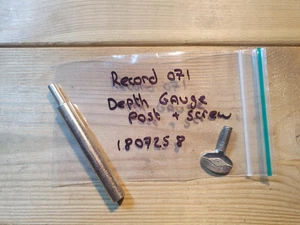 Record 071
Depth Gauge
Post + Screw
1807258